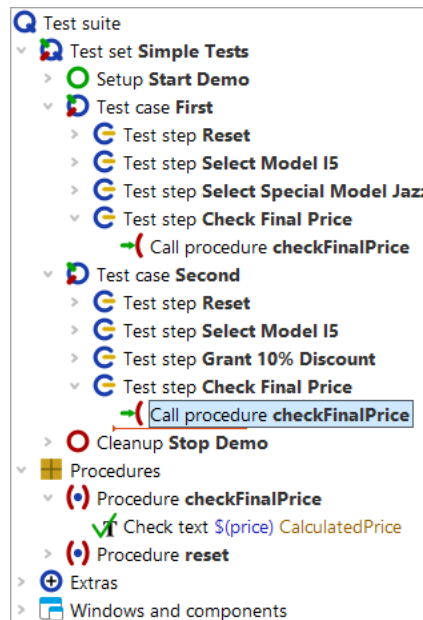 Test suite
Test set Simple Tests
Setup Start Demo
Test case First
Test step Reset
Test step Select Model I5
Test step Select Special Model Jazz
Test step Check Final Price
Call procedure checkFinalPrice
Test case Second
Test step Reset
Test step Select Model I5
Test step Grant 10% Discount
Test step Check Final Price
Call procedure checkFinalPrice
Cleanup Stop Demo
Procedures
Procedure checkFinalPrice
Check text $(price) CalculatedPrice
Procedure reset
Extras
Windows and components